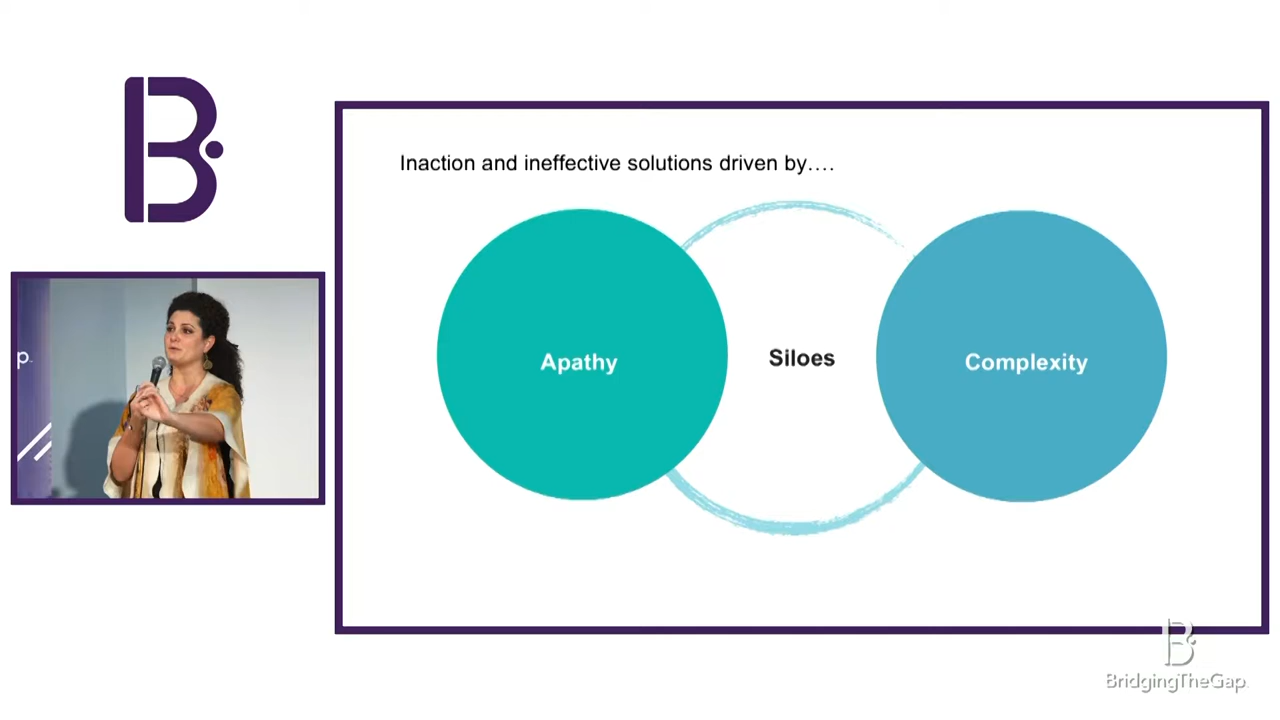 B
Inaction and ineffective solutions driven by….
Apathy
Siloes
Complexity
p.
B
BridgingTheGap.